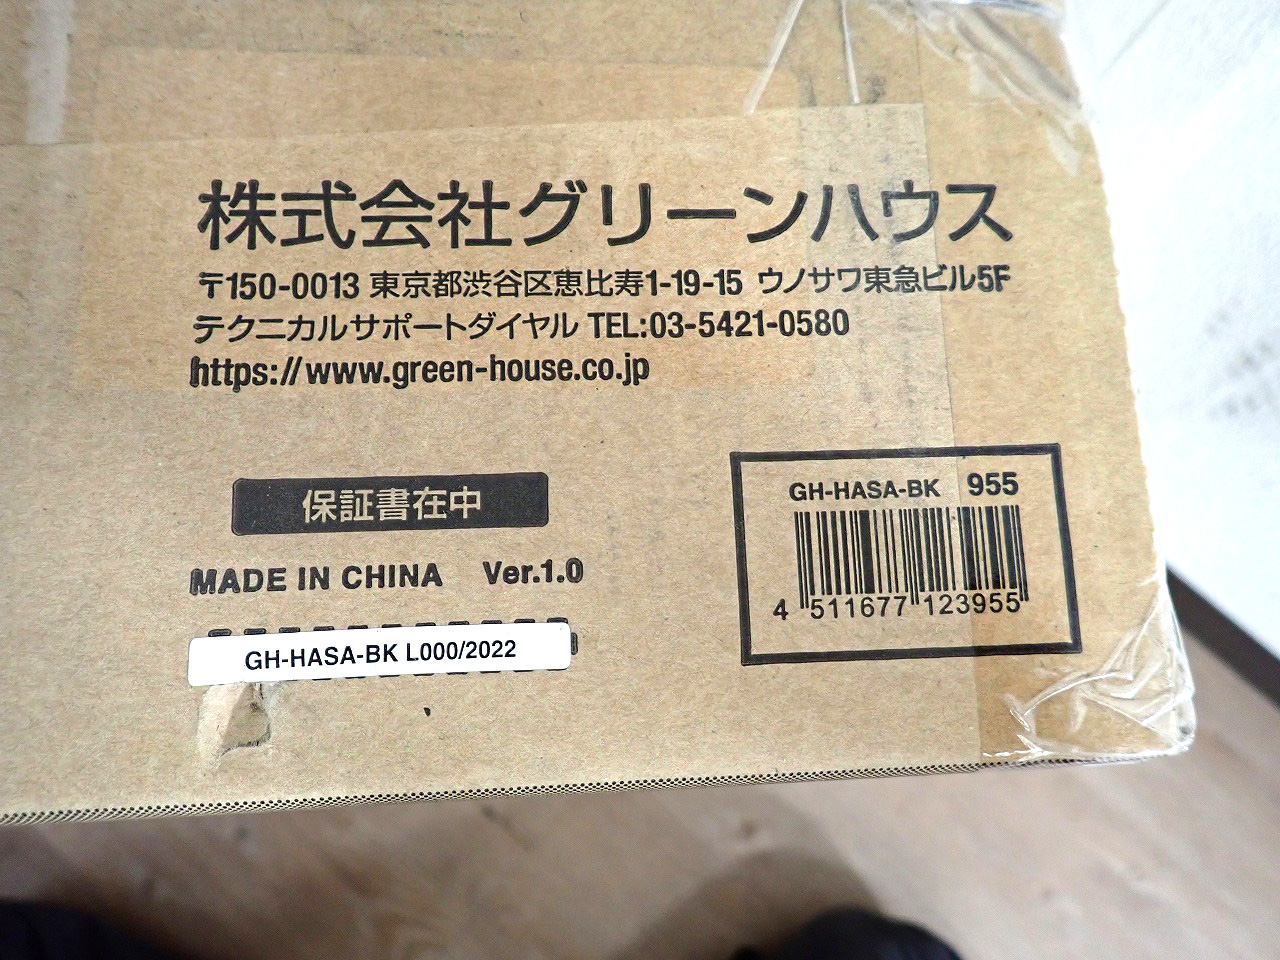 株式会社グリーンハウス
〒150-0013 東京都渋谷区恵比寿1-19-15 ウノサワ東急ビル5F
テクニカルサポートダイヤル TEL:03-5421-0580
https://www.green-house.co.jp
保証書在中
MADE IN CHINA Ver.1.0
GH-HASA-BK L000/2022
GH-HASA-BK 955
4 511677 123955